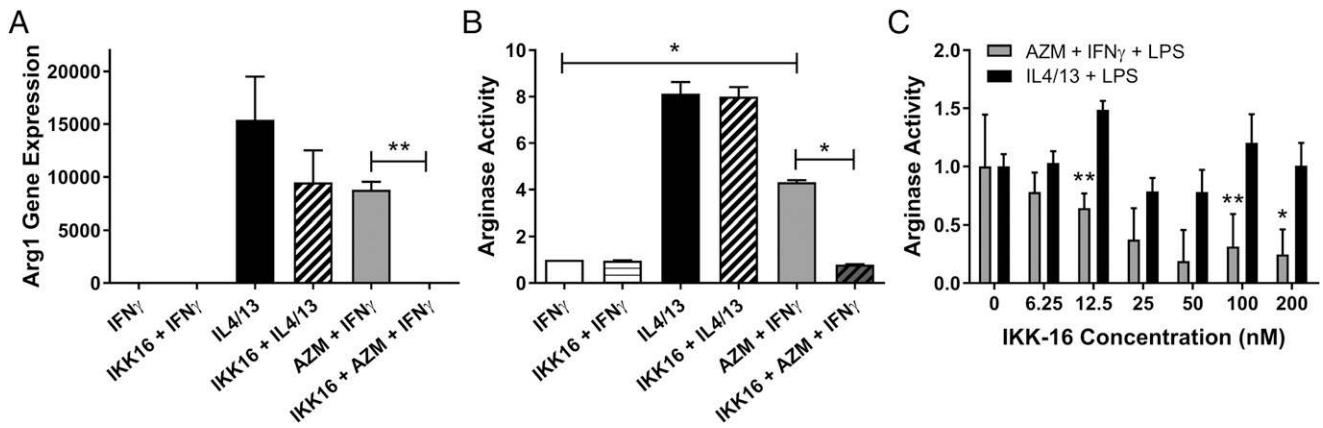 A
Arg1 Gene Expression
20000
15000
10000
5000
0
**
IFNγ
IKK16 + IFNγ
IL4/13
IKK16 + IL4/13
AZM + IFNγ
IKK16 + AZM + IFNγ
B
Arginase Activity
10
8
6
4
2
0
*
*
IFNγ
IKK16 + IFNγ
IL4/13
IKK16 + IL4/13
AZM + IFNγ
IKK16 + AZM + IFNγ
C
AZM + IFNγ + LPS
IL4/13 + LPS
Arginase Activity
2.0
1.5
1.0
0.5
0.0
**
**
*
0 6.25 12.5 25 50 100 200
IKK-16 Concentration (nM)